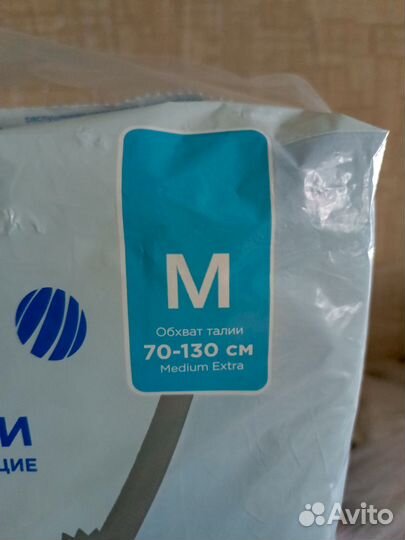 M
Обхват талии
70-130 см
Medium Extra
И
ЩИЕ
Avito